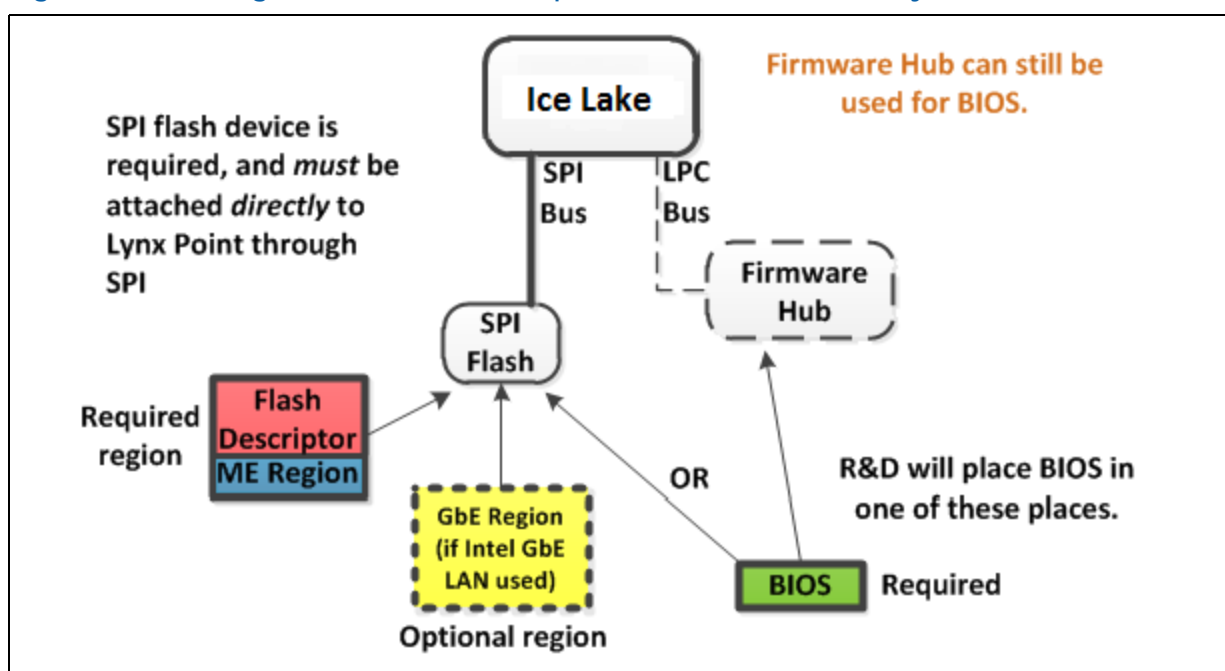 Ice Lake
Firmware Hub can still be
used for BIOS.
SPI flash device is
required, and must be
attached directly to
Lynx Point through
SPI
SPI
Bus
LPC
Bus
Firmware
Hub
SPI
Flash
Required
region
Flash
Descriptor
ME Region
GbE Region
(if Intel GbE
LAN used)
Optional region
OR
R&D will place BIOS in
one of these places.
BIOS
Required